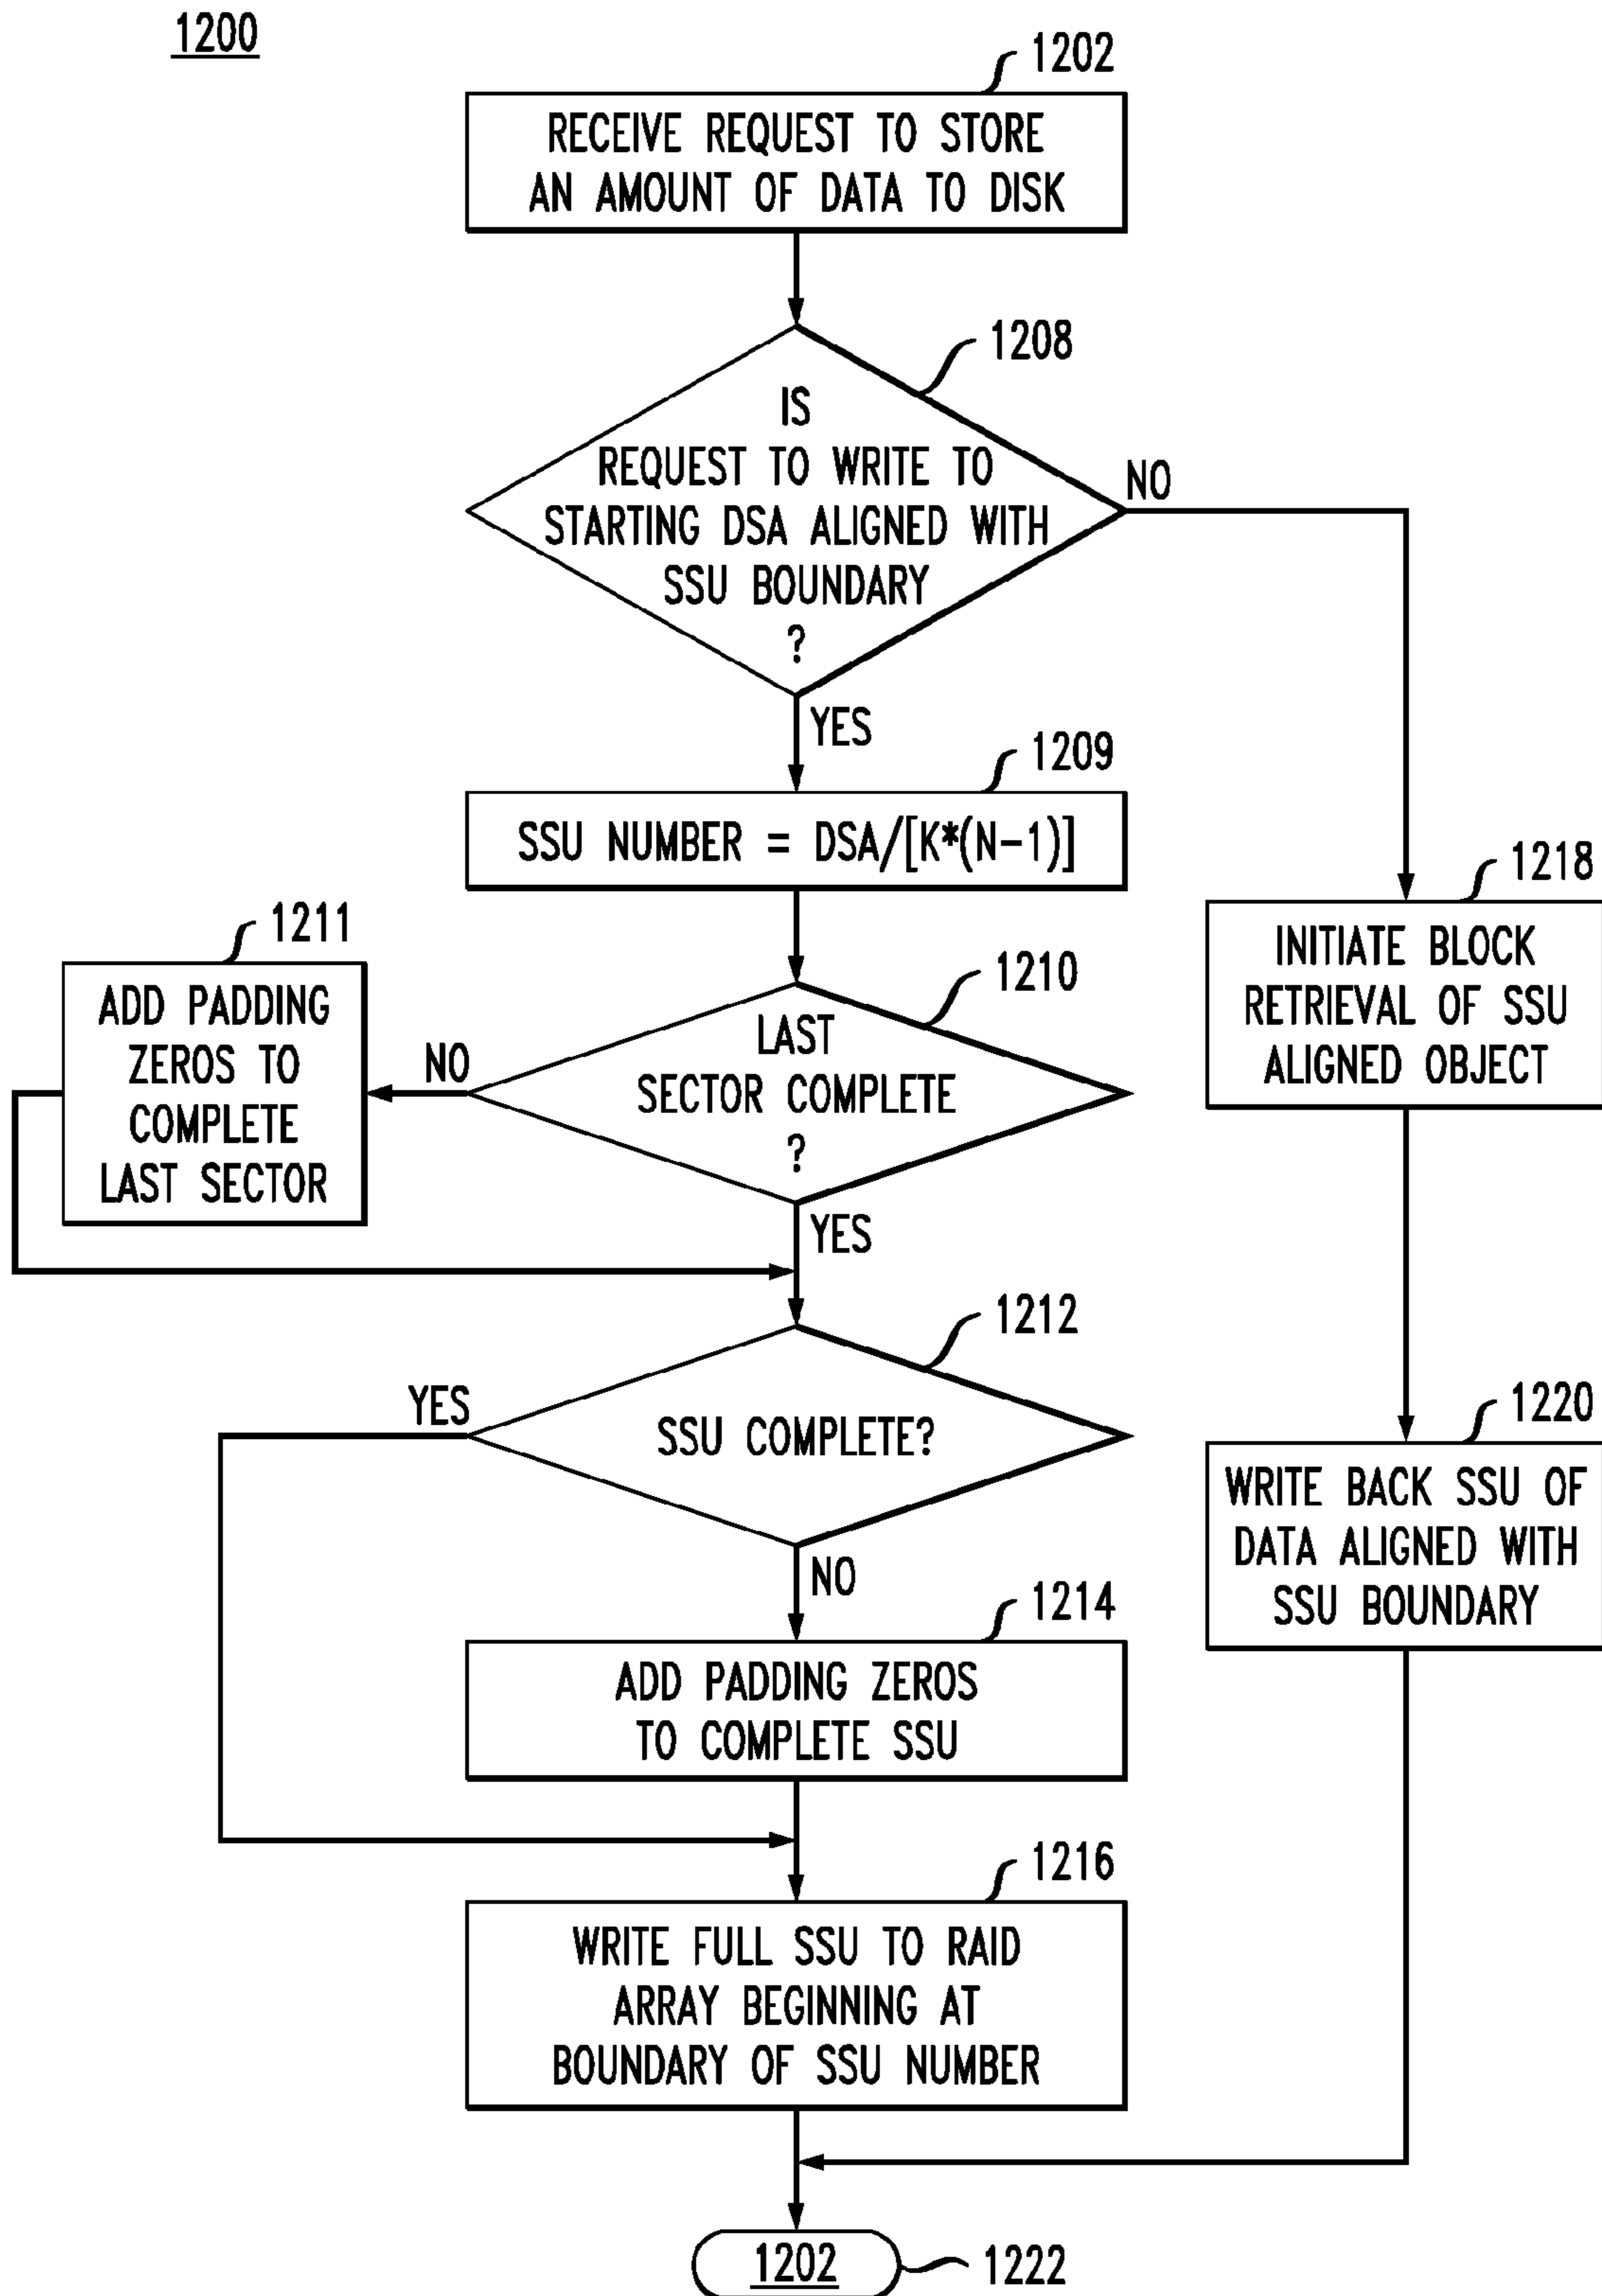 1200
1202
RECEIVE REQUEST TO STORE
AN AMOUNT OF DATA TO DISK
1208
IS
REQUEST TO WRITE TO
STARTING DSA ALIGNED WITH
SSU BOUNDARY
?
NO
YES
1209
SSU NUMBER = DSA/[K*(N-1)]
1218
INITIATE BLOCK
RETRIEVAL OF SSU
ALIGNED OBJECT
1211
ADD PADDING
ZEROS TO
COMPLETE
LAST SECTOR
1210
LAST
SECTOR COMPLETE
?
NO
YES
1212
SSU COMPLETE?
YES
NO
1220
WRITE BACK SSU OF
DATA ALIGNED WITH
SSU BOUNDARY
1214
ADD PADDING ZEROS
TO COMPLETE SSU
1216
WRITE FULL SSU TO RAID
ARRAY BEGINNING AT
BOUNDARY OF SSU NUMBER
1202
1222